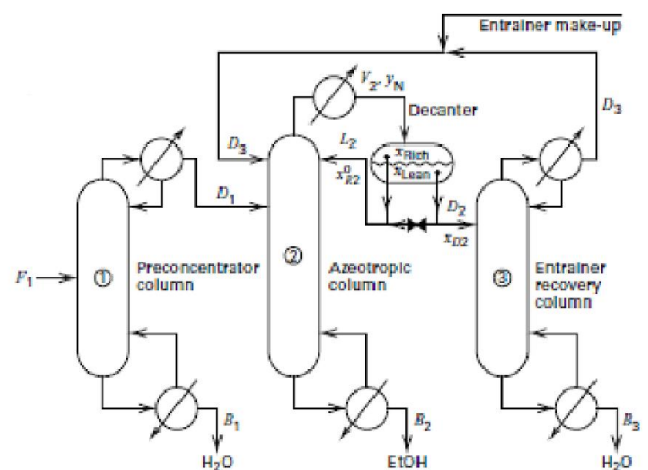 Entrainer make-up
V2, yN
Decanter
D3
D3
L2
xRich
xLean
x°R2
D1
D2
xD2
F1
①
Preconcentrator
column
②
Azeotropic
column
③
Entrainer
recovery
column
B1
B2
B3
H2O
EtOH
H2O